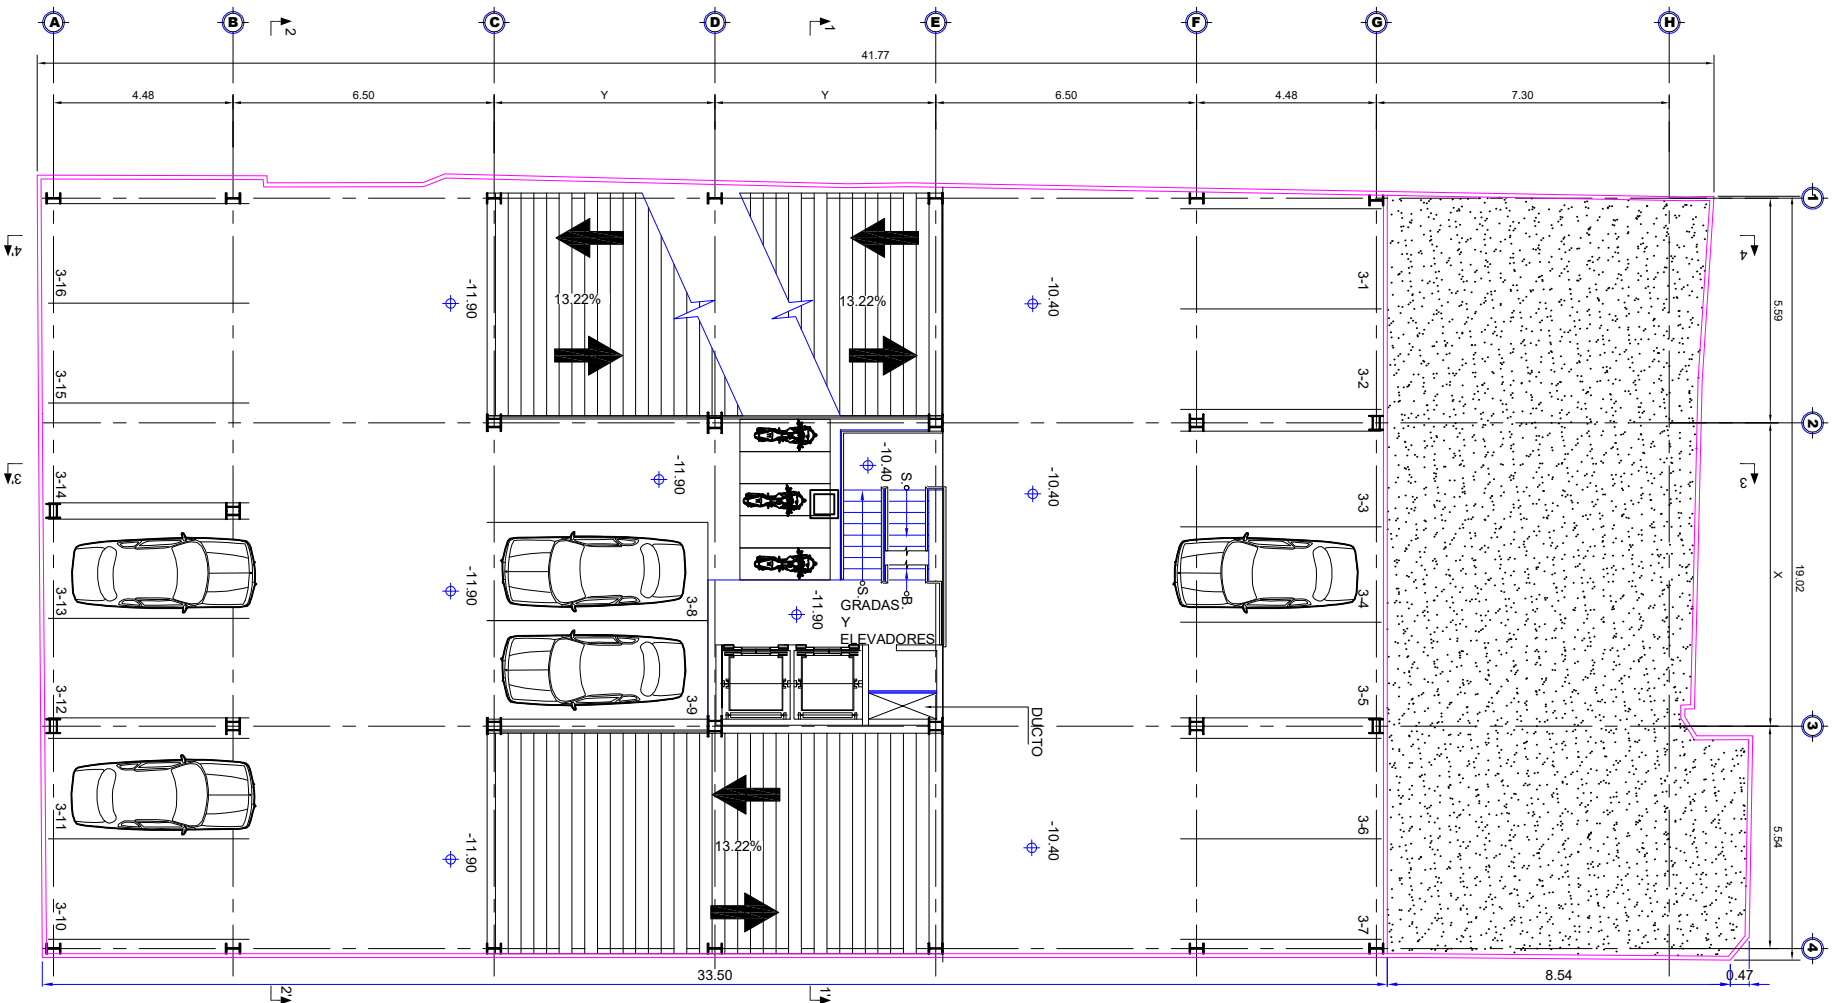 A
B
C
D
E
F
G
H
2
1
41.77
4.48
6.50
Y
Y
6.50
4.48
7.30
1
4'
4
3-16
-11.90
13.22%
13.22%
-10.40
3-1
5.59
3-15
3-2
2
3'
3
3-14
-11.90
-10.40
S.
-10.40
3-3
19.02
X
3-13
-11.90
3-8
-11.90
S.
B.
GRADAS
Y
ELEVADORES
3-4
3-12
3-9
DUCTO
3-5
3
3-11
-11.90
13.22%
-10.40
3-6
5.54
3-10
3-7
4
33.50
8.54
0.47
2'
1'